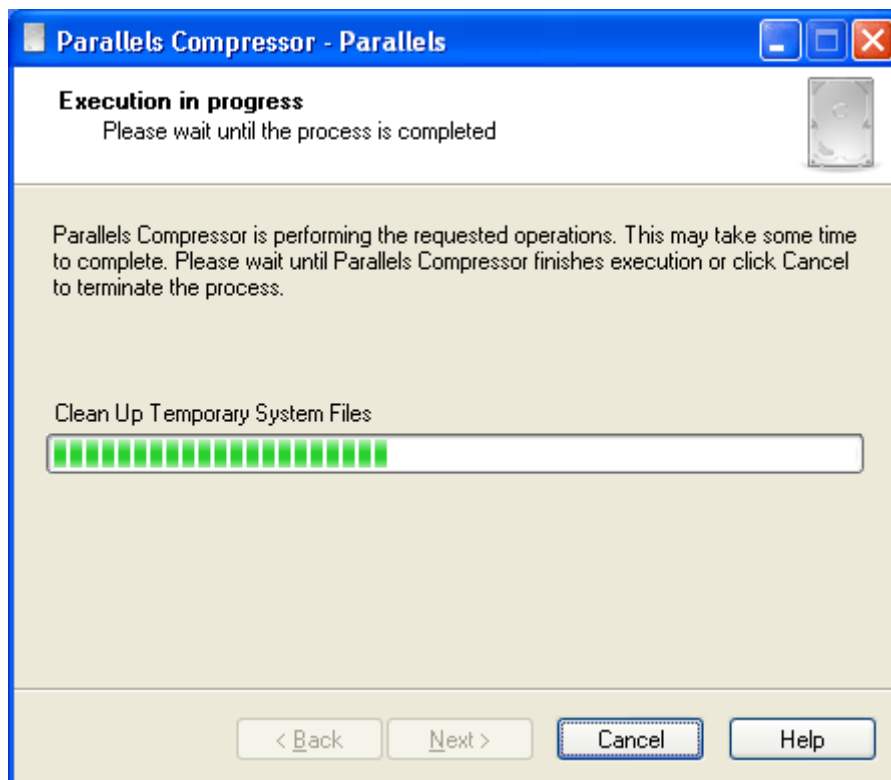 Parallels Compressor - Parallels
Execution in progress
Please wait until the process is completed
Parallels Compressor is performing the requested operations. This may take some time
to complete. Please wait until Parallels Compressor finishes execution or click Cancel
to terminate the process.
Clean Up Temporary System Files
< Back Next > Cancel Help